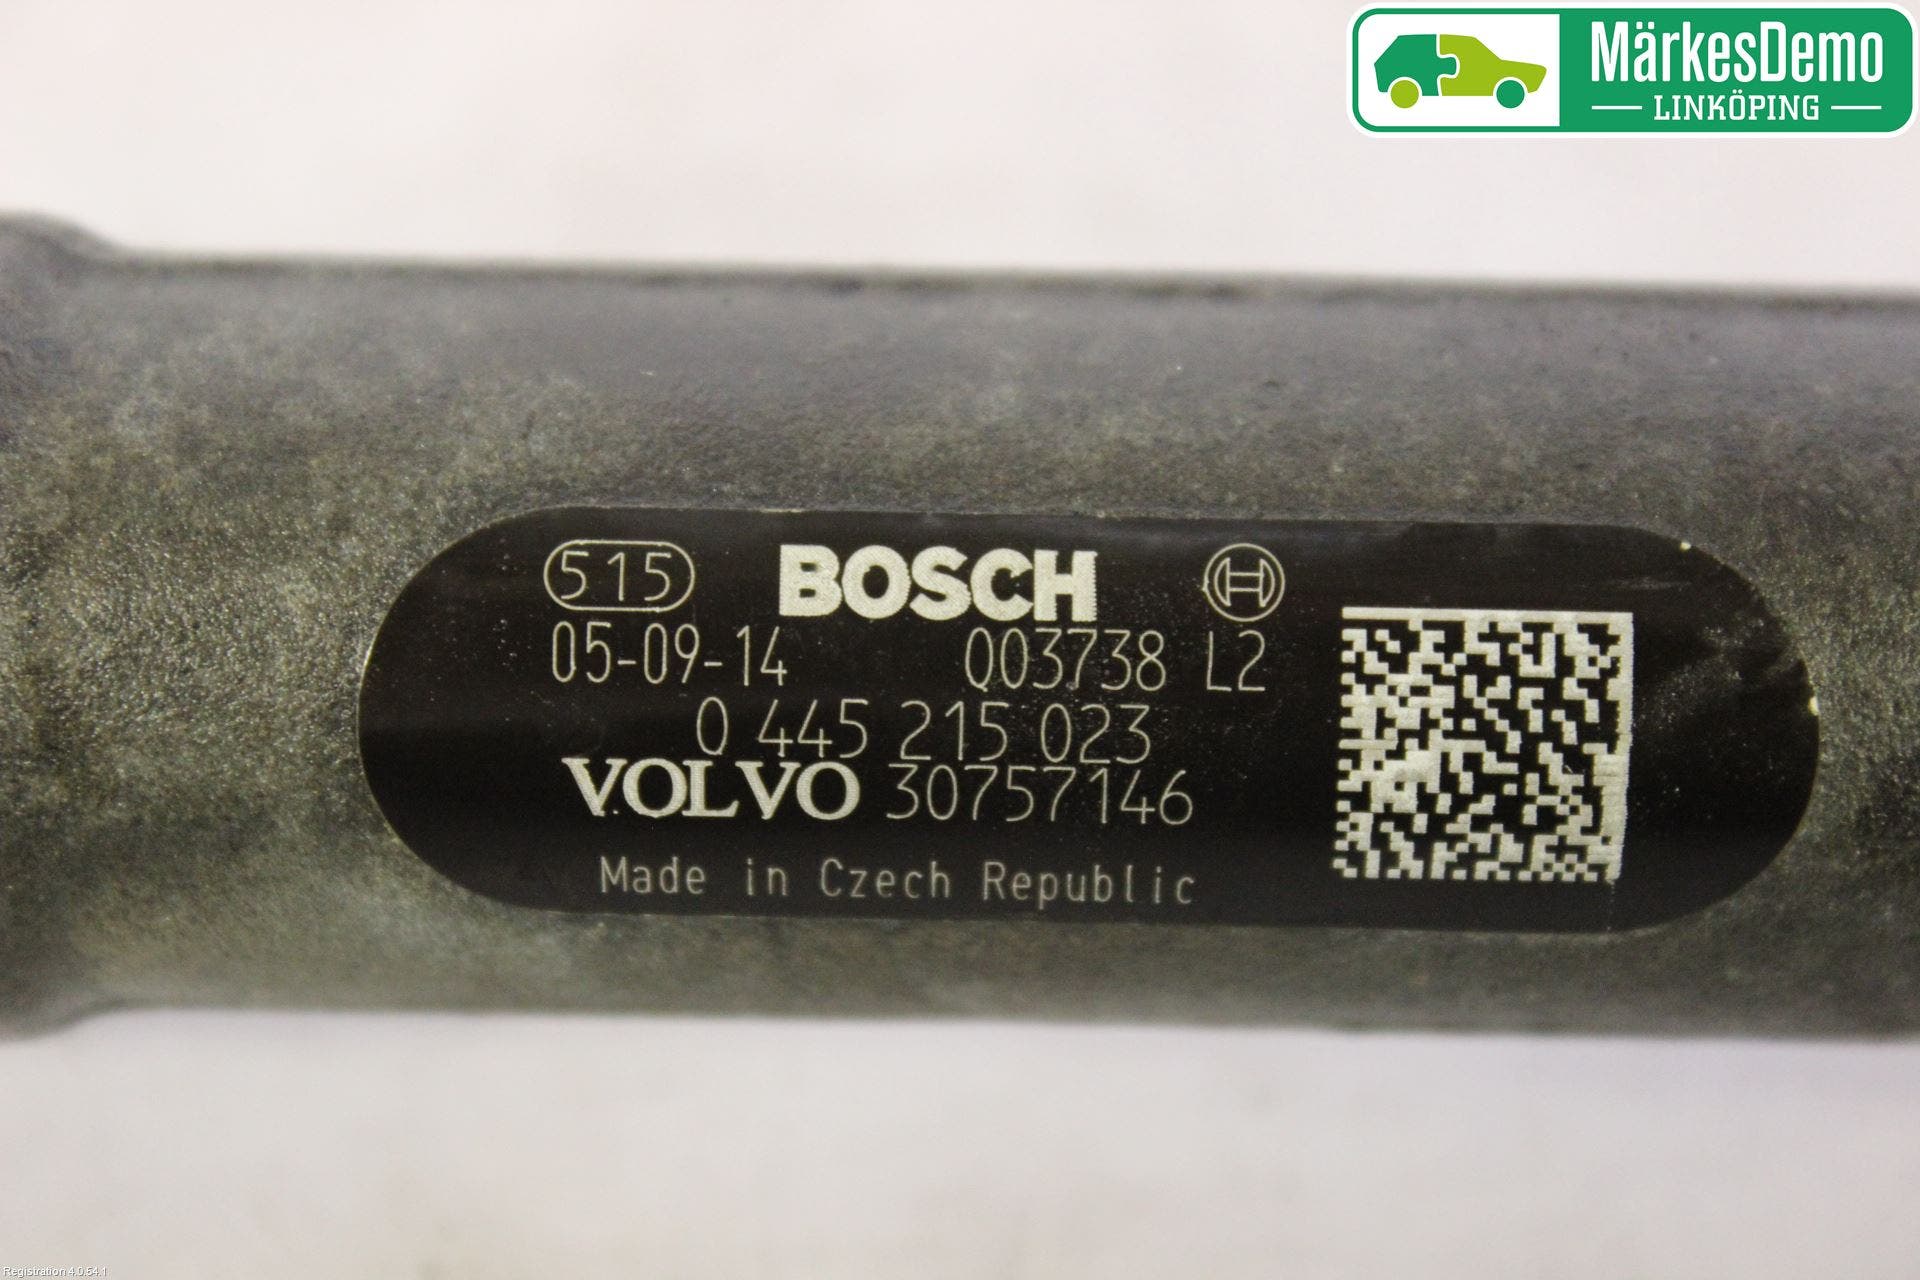 MärkesDemo
LINKÖPING
515 BOSCH
05-09-14 003738 L2
0 445 215 023
VOLVO 30757146
Made in Czech Republic
Registration 4.0.54.1